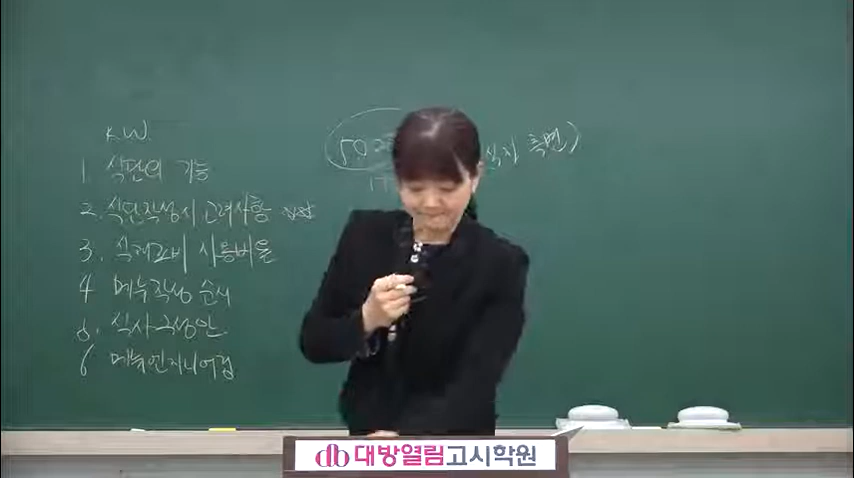 K.W.
1. 식단의 기능
2. 식단작성시 고려사항
3. 식재료비 사용비율
4 메뉴작성 순서
5. 식사구성안
6 메뉴엔지니어링
측면)
대방열림고시학원